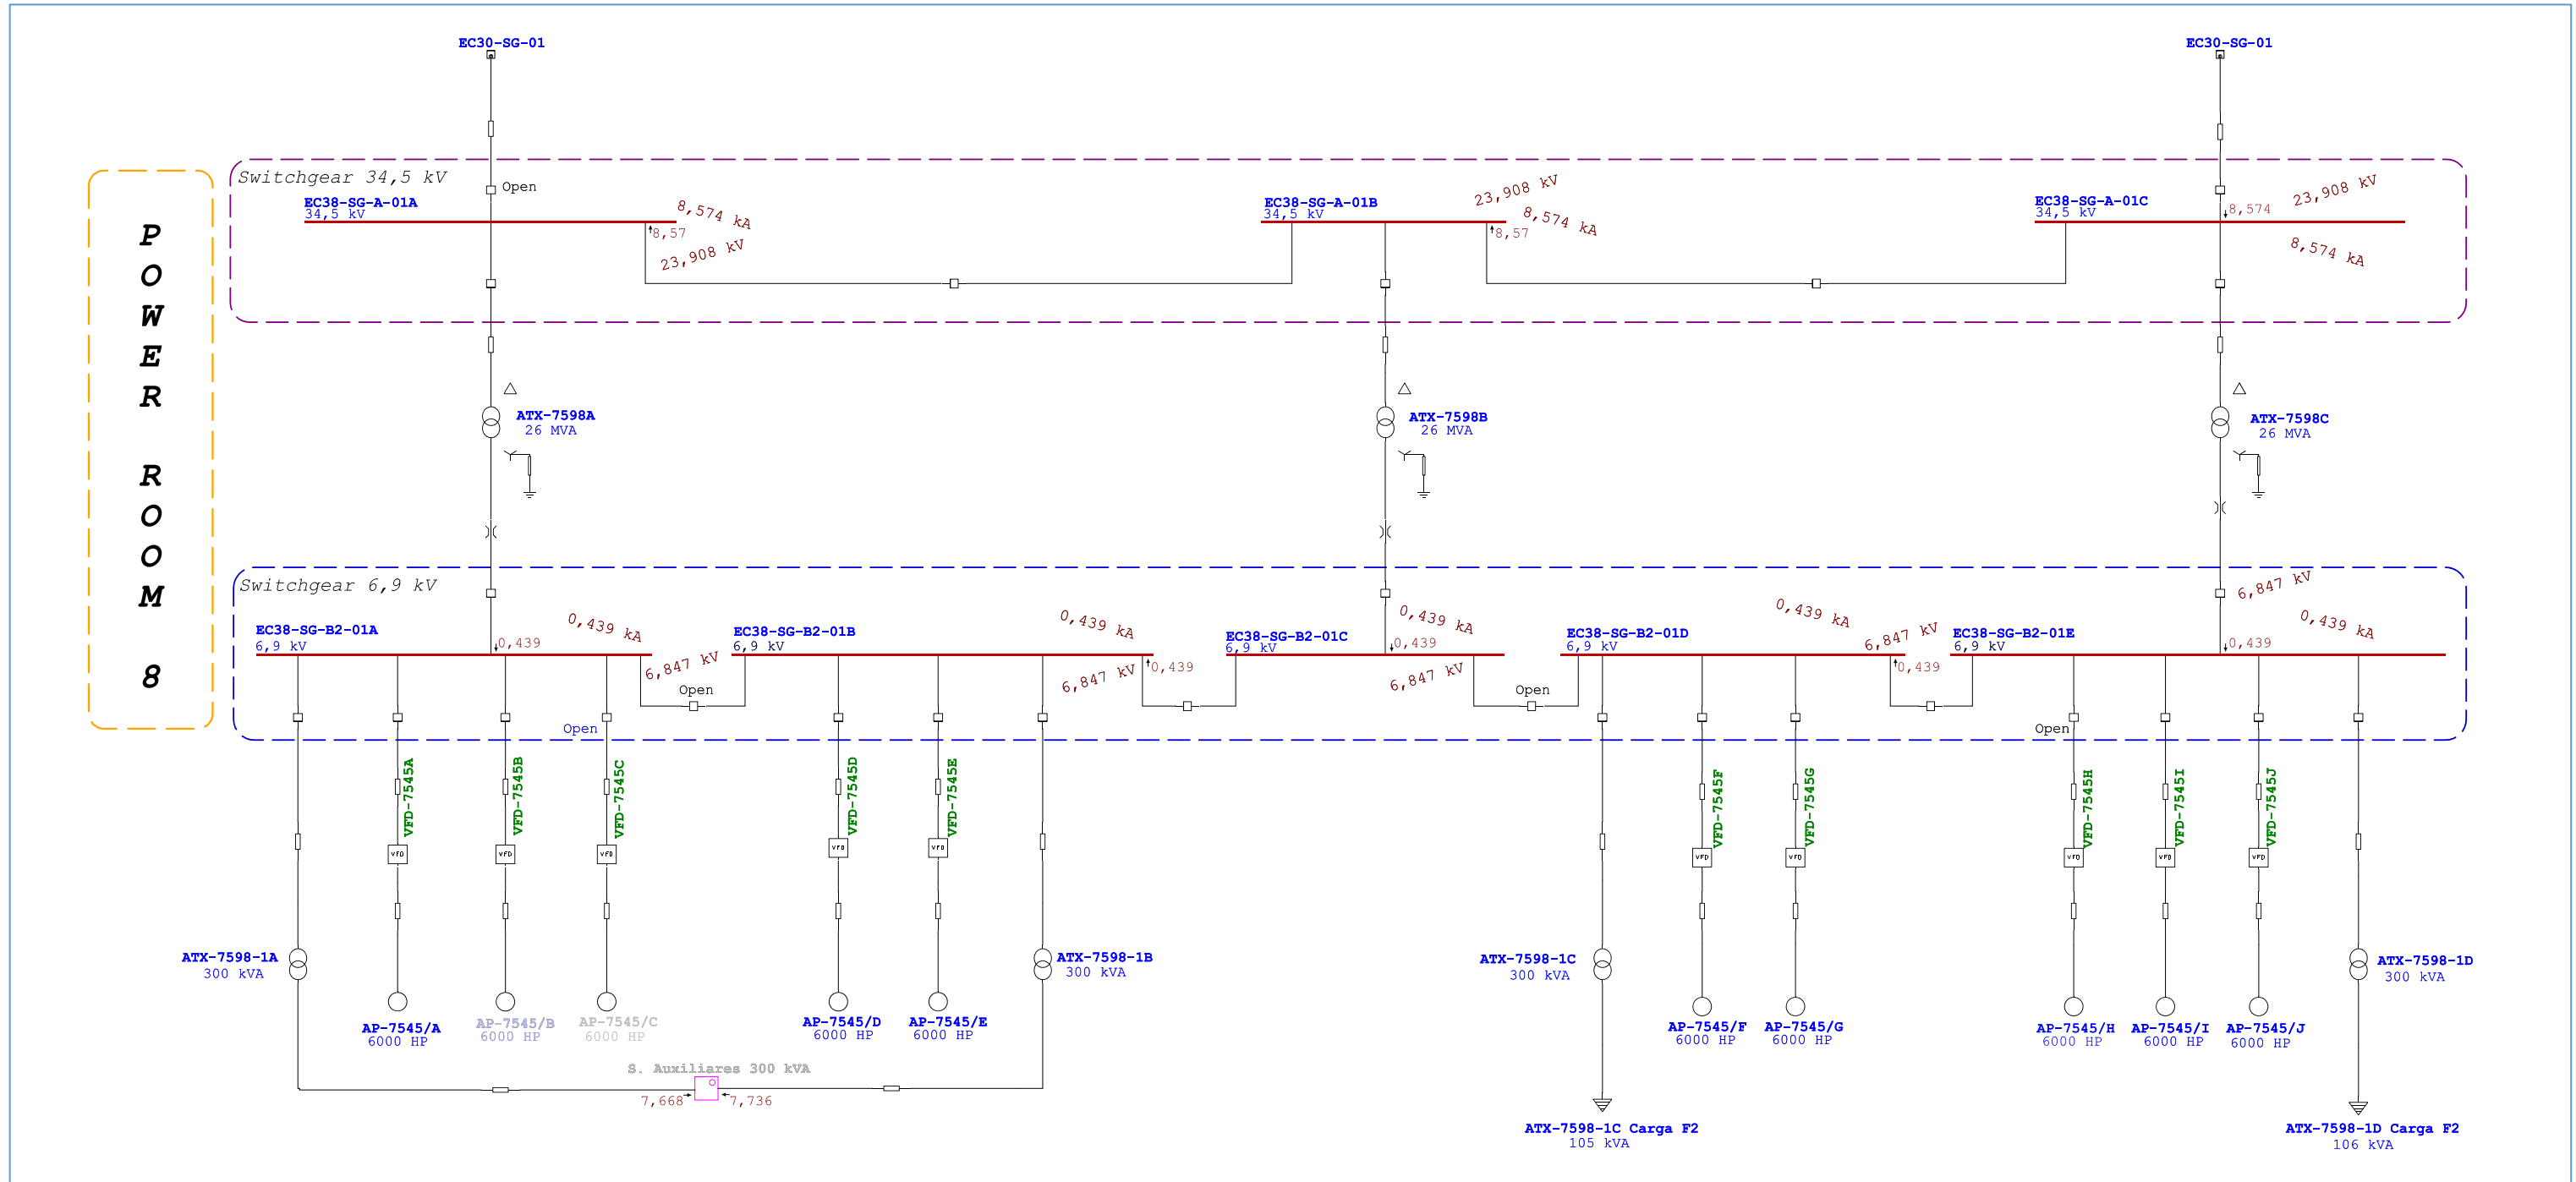 EC30-SG-01
EC30-SG-01
POWER ROOM 8
Switchgear 34,5 kV
Open
EC38-SG-A-01A
34,5 kV
8,574 kA
8,57
23,908 kV
EC38-SG-A-01B
34,5 kV
23,908 kV
8,574 kA
8,57
EC38-SG-A-01C
34,5 kV
8,574
23,908 kV
8,574 kA
ATX-7598A
26 MVA
ATX-7598B
26 MVA
ATX-7598C
26 MVA
Switchgear 6,9 kV
EC38-SG-B2-01A
6,9 kV
0,439
0,439 kA
6,847 kV
Open
EC38-SG-B2-01B
6,9 kV
0,439 kA
6,847 kV
0,439
EC38-SG-B2-01C
6,9 kV
0,439 kA
0,439
6,847 kV
Open
EC38-SG-B2-01D
6,9 kV
0,439 kA
6,847 kV
0,439
EC38-SG-B2-01E
6,9 kV
6,847 kV
0,439 kA
0,439
Open
Open
VFD-7545A
VFD-7545B
VFD-7545C
VFD-7545D
VFD-7545E
VFD-7545F
VFD-7545G
VFD-7545H
VFD-7545I
VFD-7545J
VFD
VFD
VFD
VFD
VFD
VFD
VFD
VFD
VFD
VFD
ATX-7598-1A
300 kVA
ATX-7598-1B
300 kVA
ATX-7598-1C
300 kVA
ATX-7598-1D
300 kVA
AP-7545/A
6000 HP
AP-7545/B
6000 HP
AP-7545/C
6000 HP
AP-7545/D
6000 HP
AP-7545/E
6000 HP
AP-7545/F
6000 HP
AP-7545/G
6000 HP
AP-7545/H
6000 HP
AP-7545/I
6000 HP
AP-7545/J
6000 HP
S. Auxiliares 300 kVA
7,668
7,736
ATX-7598-1C Carga F2
105 kVA
ATX-7598-1D Carga F2
106 kVA